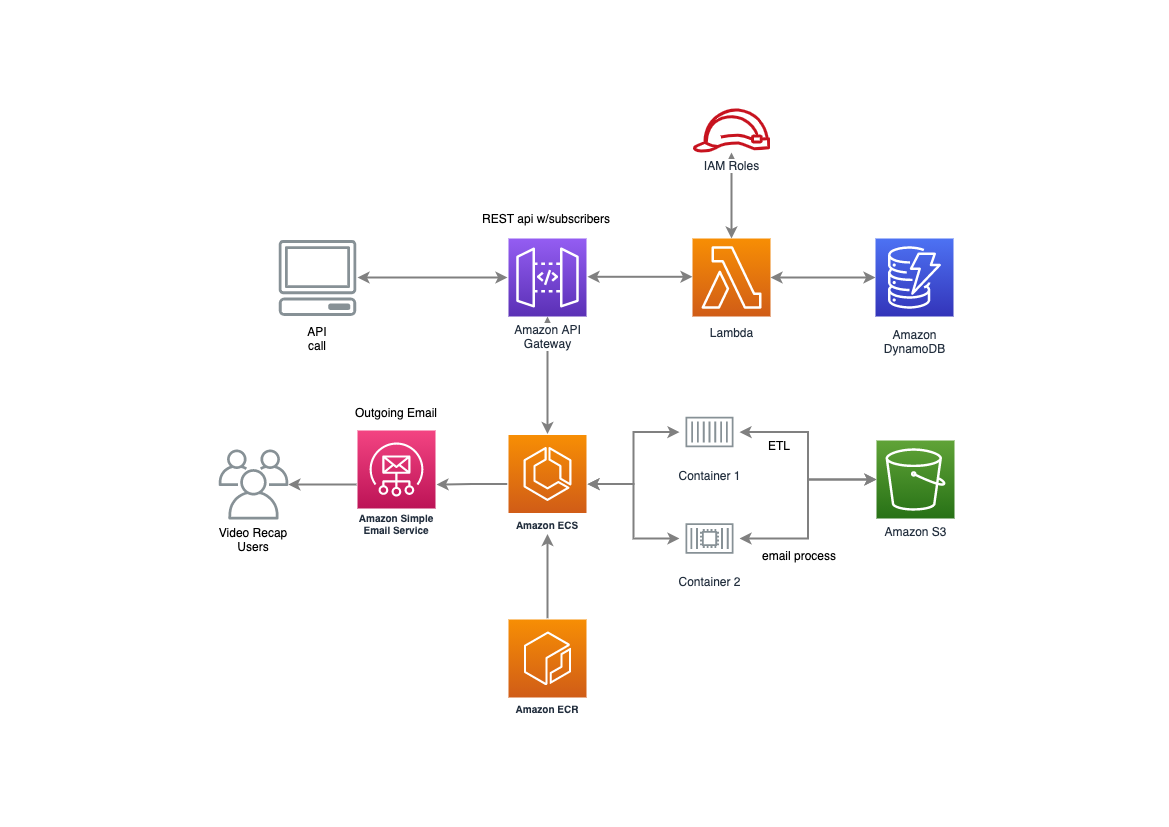 IAM Roles
REST api w/subscribers
API
call
Amazon API
Gateway
Lambda
Amazon
DynamoDB
Outgoing Email
ETL
Container 1
Video Recap
Users
Amazon Simple
Email Service
Amazon ECS
Amazon S3
email process
Container 2
Amazon ECR